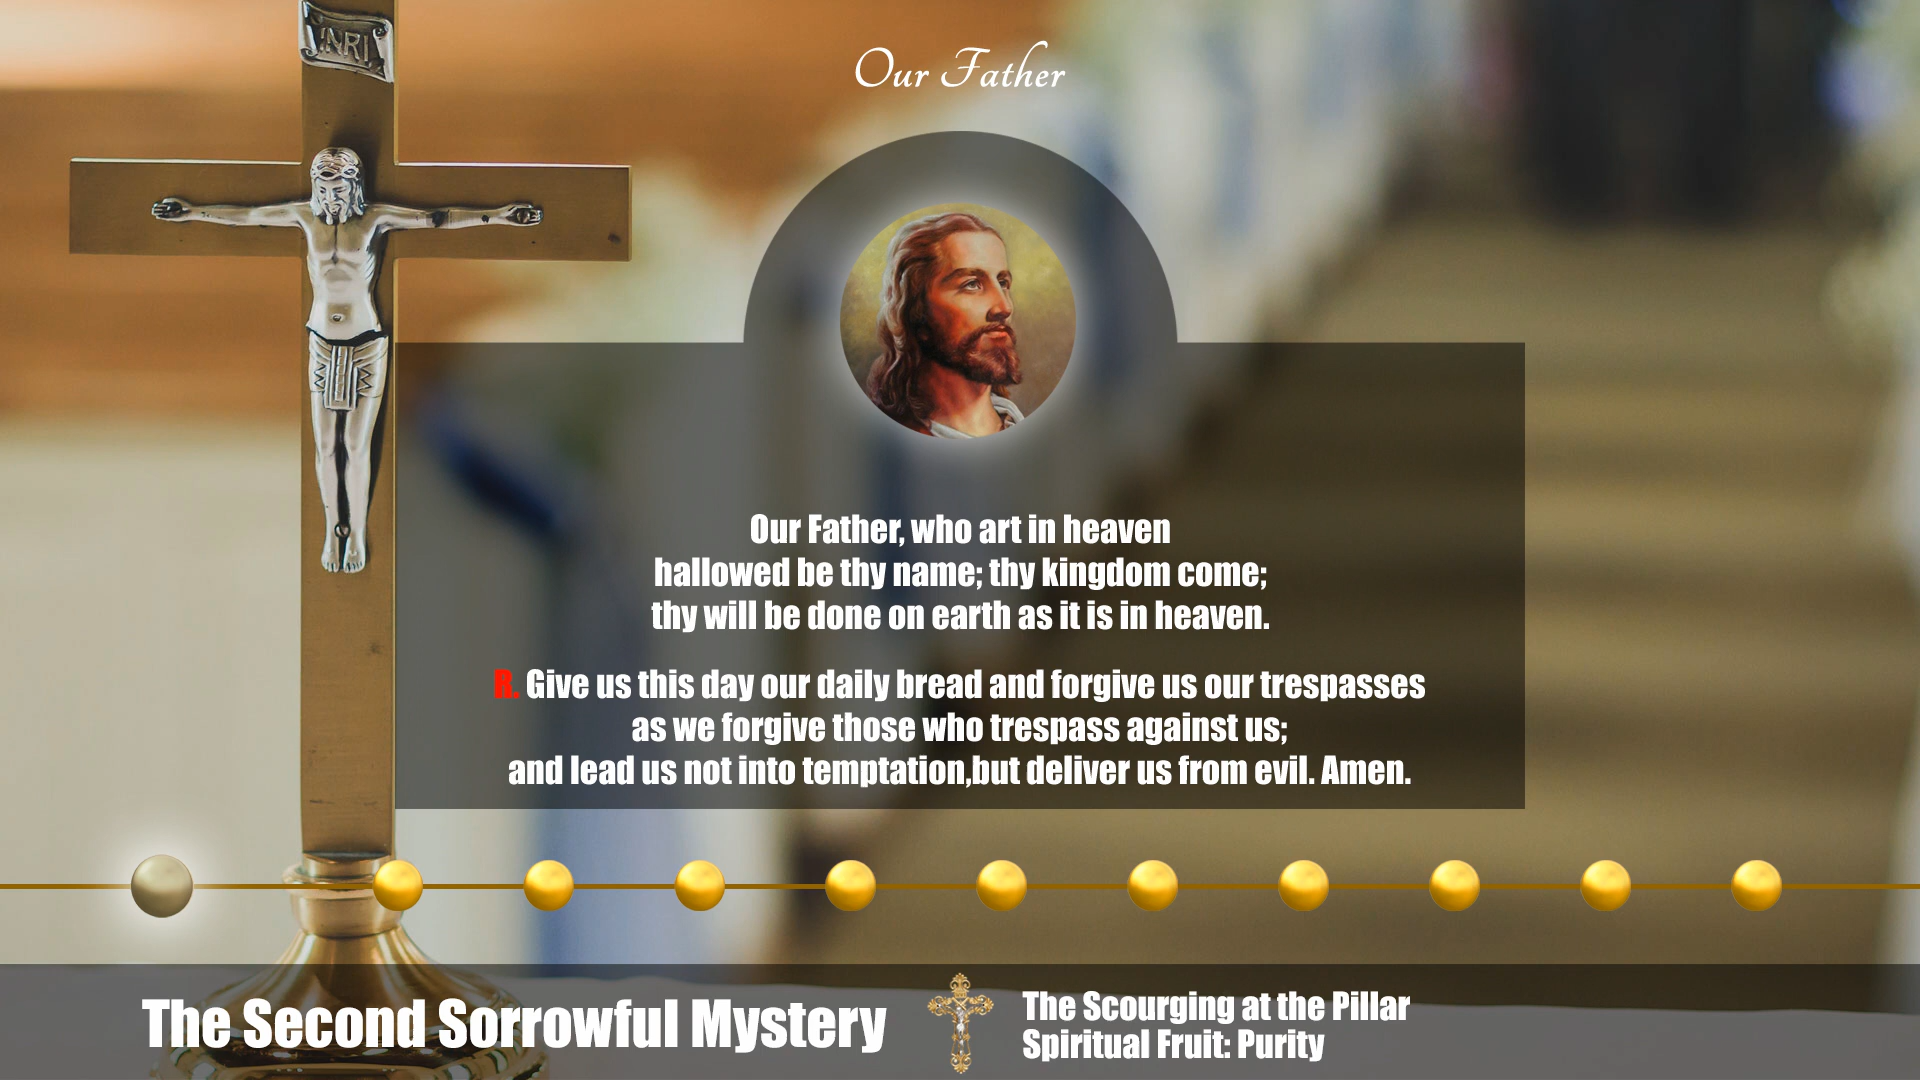 INRI
Our Father
Our Father, who art in heaven
hallowed be thy name; thy kingdom come;
thy will be done on earth as it is in heaven.
R. Give us this day our daily bread and forgive us our trespasses
as we forgive those who trespass against us;
and lead us not into temptation,but deliver us from evil. Amen.
The Second Sorrowful Mystery
The Scourging at the Pillar
Spiritual Fruit: Purity